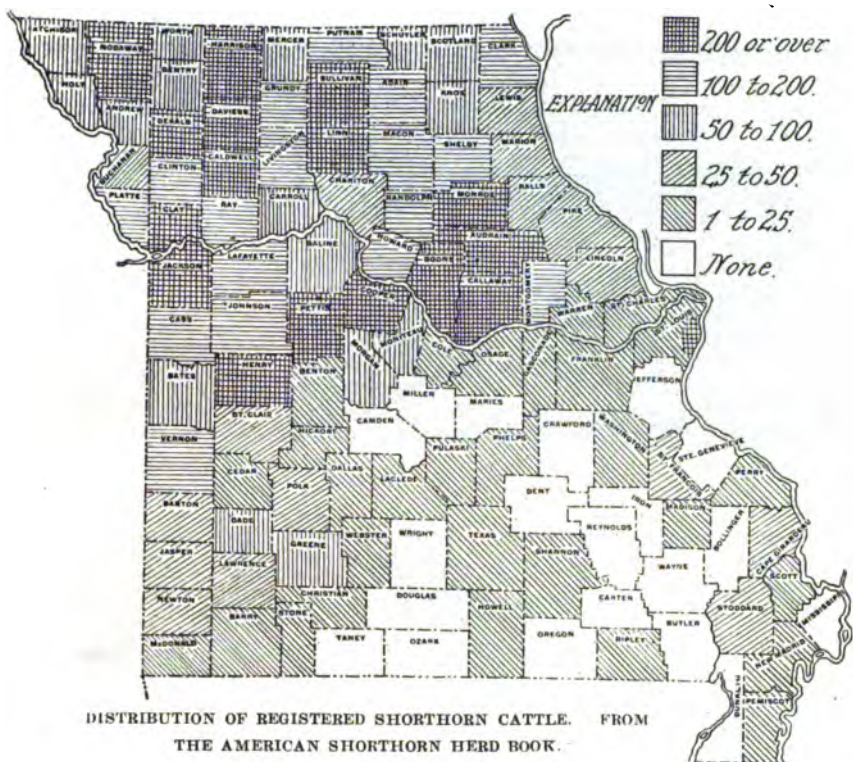 ATCHISON
NODAWAY
WORTH
HARRISON
MERCER
PUTNAM
SCHUYLER
SCOTLAND
CLARK
HOLT
GENTRY
GRUNDY
SULLIVAN
ADAIR
KNOX
LEWIS
ANDREW
DEKALB
DAVIESS
LIVINGSTON
LINN
MACON
SHELBY
MARION
BUCHANAN
CLINTON
CALDWELL
CHARITON
RANDOLPH
MONROE
RALLS
PIKE
PLATTE
CLAY
RAY
CARROLL
SALINE
HOWARD
BOONE
AUDRAIN
LINCOLN
JACKSON
LAFAYETTE
COOPER
CALLAWAY
MONTGOMERY
WARREN
ST. CHARLES
ST. LOUIS
CASS
JOHNSON
PETTIS
MORGAN
MONITEAU
COLE
OSAGE
GASCONADE
FRANKLIN
JEFFERSON
BATES
HENRY
BENTON
MILLER
MARIES
CRAWFORD
WASHINGTON
ST. FRANCOIS
STE. GENEVIEVE
PERRY
VERNON
ST. CLAIR
HICKORY
CAMDEN
PULASKI
PHELPS
DENT
IRON
MADISON
BOLLINGER
CAPE GIRARDEAU
BARTON
CEDAR
POLK
DALLAS
LACLEDE
TEXAS
REYNOLDS
WAYNE
SCOTT
JASPER
DADE
GREENE
WEBSTER
WRIGHT
SHANNON
CARTER
STODDARD
MISSISSIPPI
NEWTON
LAWRENCE
CHRISTIAN
DOUGLAS
HOWELL
OREGON
RIPLEY
BUTLER
NEW MADRID
McDONALD
BARRY
STONE
TANEY
OZARK
DUNKLIN
PEMISCOT
EXPLANATION
200 or over
100 to 200.
50 to 100.
25 to 50.
1 to 25.
None.
DISTRIBUTION OF REGISTERED SHORTHORN CATTLE. FROM
THE AMERICAN SHORTHORN HERD BOOK.